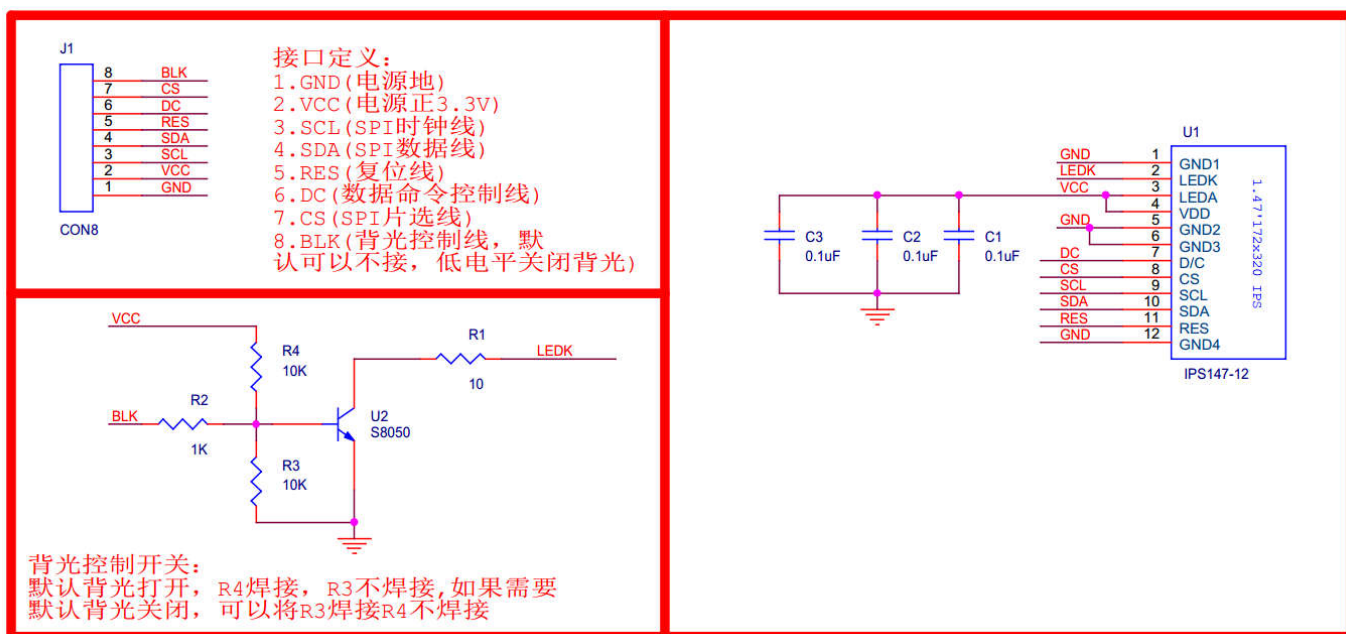 J1
8 BLK
7 CS
6 DC
5 RES
4 SDA
3 SCL
2 VCC
1 GND
CON8
接口定义：
1.GND(电源地)
2.VCC(电源正3.3V)
3.SCL(SPI时钟线)
4.SDA(SPI数据线)
5.RES(复位线)
6.DC(数据命令控制线)
7.CS(SPI片选线)
8.BLK(背光控制线，默
认可以不接，低电平关闭背光)
VCC
R4
10K
R1
10
LEDK
BLK
R2
1K
U2
S8050
R3
10K
背光控制开关：
默认背光打开，R4焊接，R3不焊接,如果需要
默认背光关闭，可以将R3焊接R4不焊接
C3
0.1uF
C2
0.1uF
C1
0.1uF
U1
GND 1 GND1
LEDK 2 LEDK
VCC 3 LEDA
4 VDD
GND 5 GND2
6 GND3
DC 7 D/C
CS 8 CS
SCL 9 SCL
SDA 10 SDA
RES 11 RES
GND 12 GND4
1.47'172x320 IPS
IPS147-12